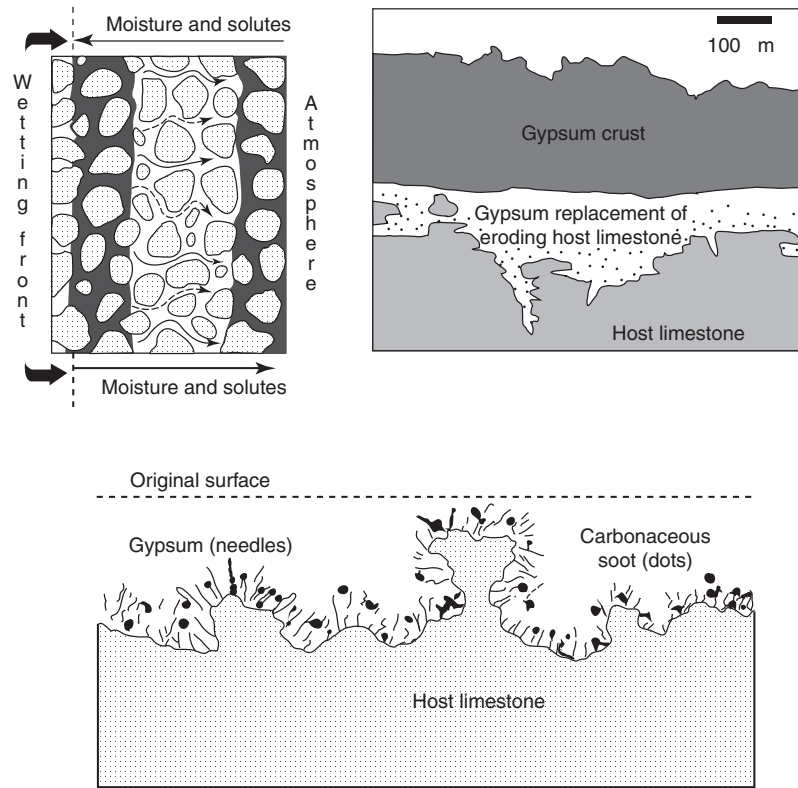 Moisture and solutes
Wetting front
Atmosphere
Moisture and solutes
100 m
Gypsum crust
Gypsum replacement of
eroding host limestone
Host limestone
Original surface
Gypsum (needles)
Carbonaceous
soot (dots)
Host limestone